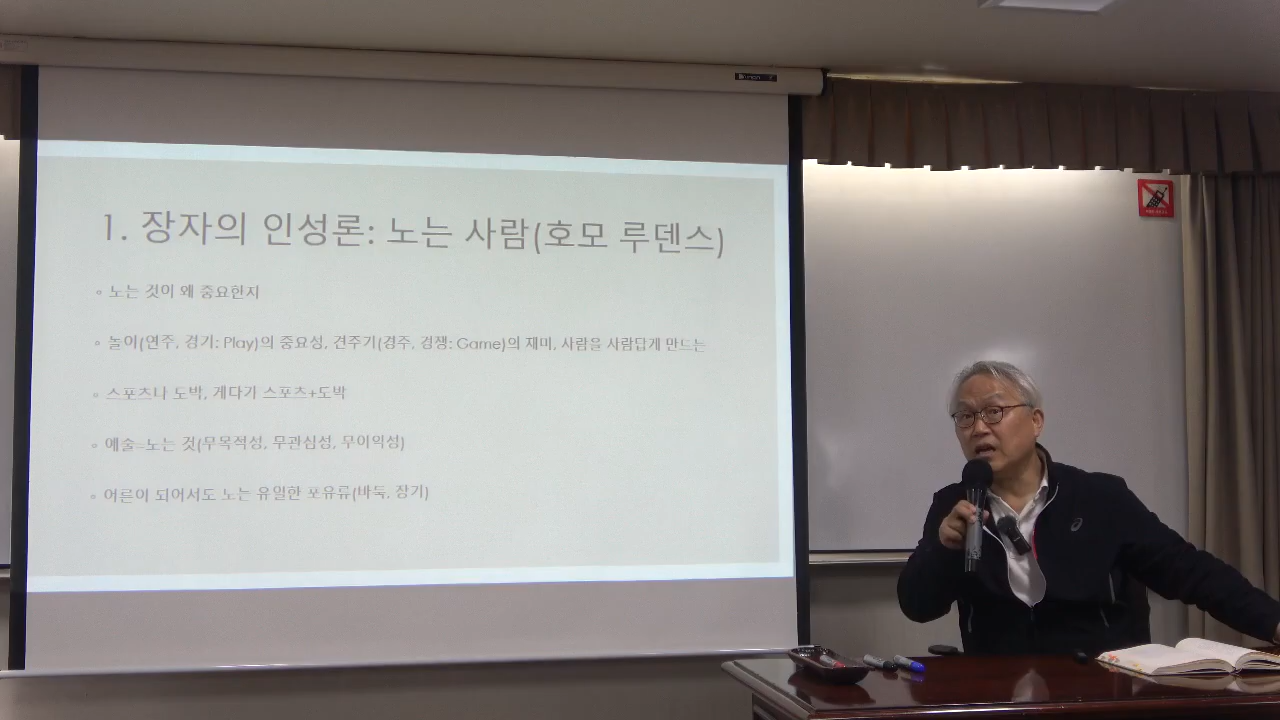 1. 장자의 인성론: 노는 사람(호모 루덴스)
◦ 노는 것이 왜 중요한지
◦ 놀이(연주, 경기: Play)의 중요성, 견주기(경주, 경쟁: Game)의 재미, 사람을 사람답게 만드는
◦ 스포츠나 도박, 게다가 스포츠+도박
◦ 예술=노는 것(무목적성, 무관심성, 무이익성)
◦ 어른이 되어서도 노는 유일한 포유류(바둑, 장기)